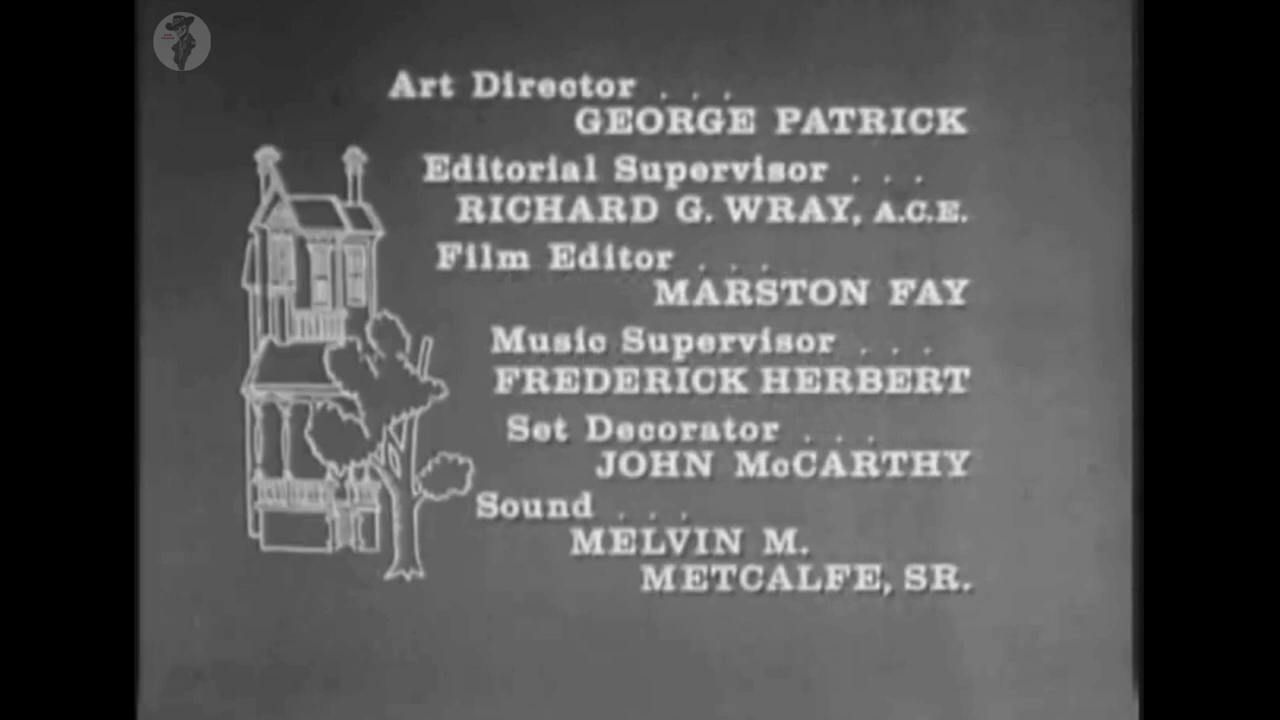 Art Director . . .
GEORGE PATRICK
Editorial Supervisor . . .
RICHARD G. WRAY, A.C.E.
Film Editor . . .
MARSTON FAY
Music Supervisor . . .
FREDERICK HERBERT
Set Decorator . . .
JOHN McCARTHY
Sound . . .
MELVIN M.
METCALFE, SR.